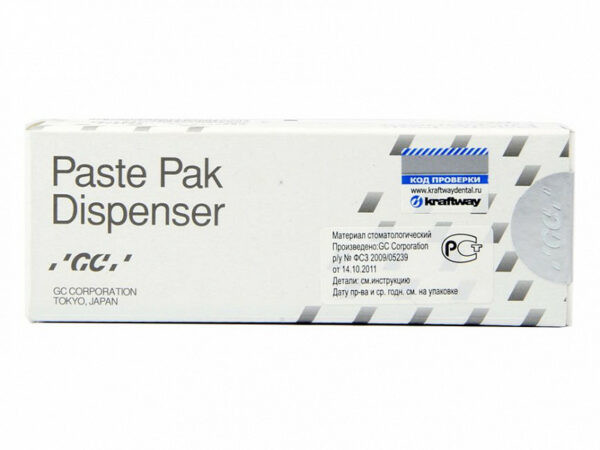 Paste Pak
Dispenser
'GC,'
GC CORPORATION
TOKYO, JAPAN
КОД ПРОВЕРКИ
www.kraftwaydental.ru
kraftway
Материал стоматологический
Произведено:GC Corporation
р/у № ФСЗ 2009/05239
от 14.10.2011
Детали: см.инструкцию
Дату пр-ва и ср. годн. см. на упаковке
РСТ
"GC"